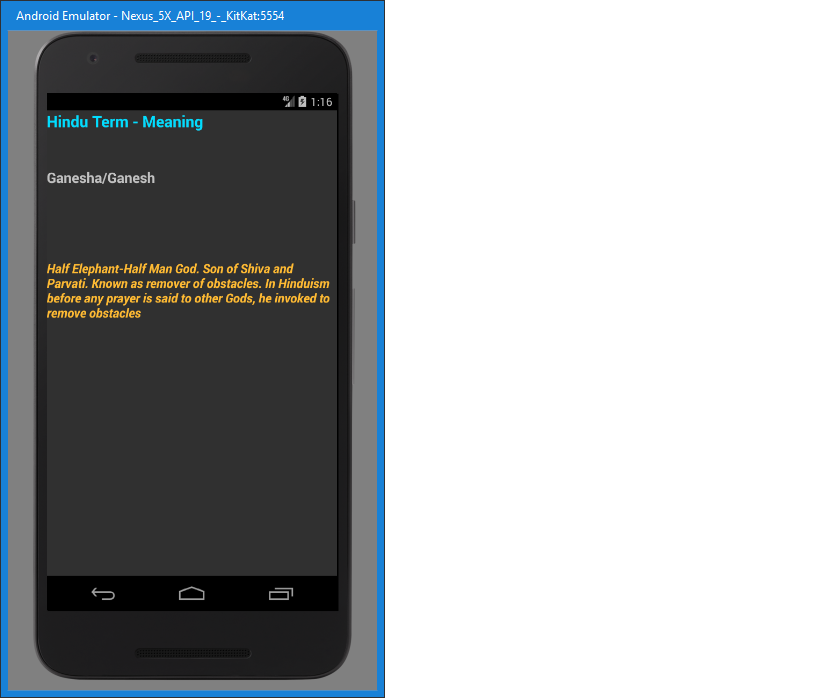 Android Emulator - Nexus_5X_API_19_-_KitKat:5554
4G 1:16
Hindu Term - Meaning
Ganesha/Ganesh
Half Elephant-Half Man God. Son of Shiva and
Parvati. Known as remover of obstacles. In Hinduism
before any prayer is said to other Gods, he invoked to
remove obstacles